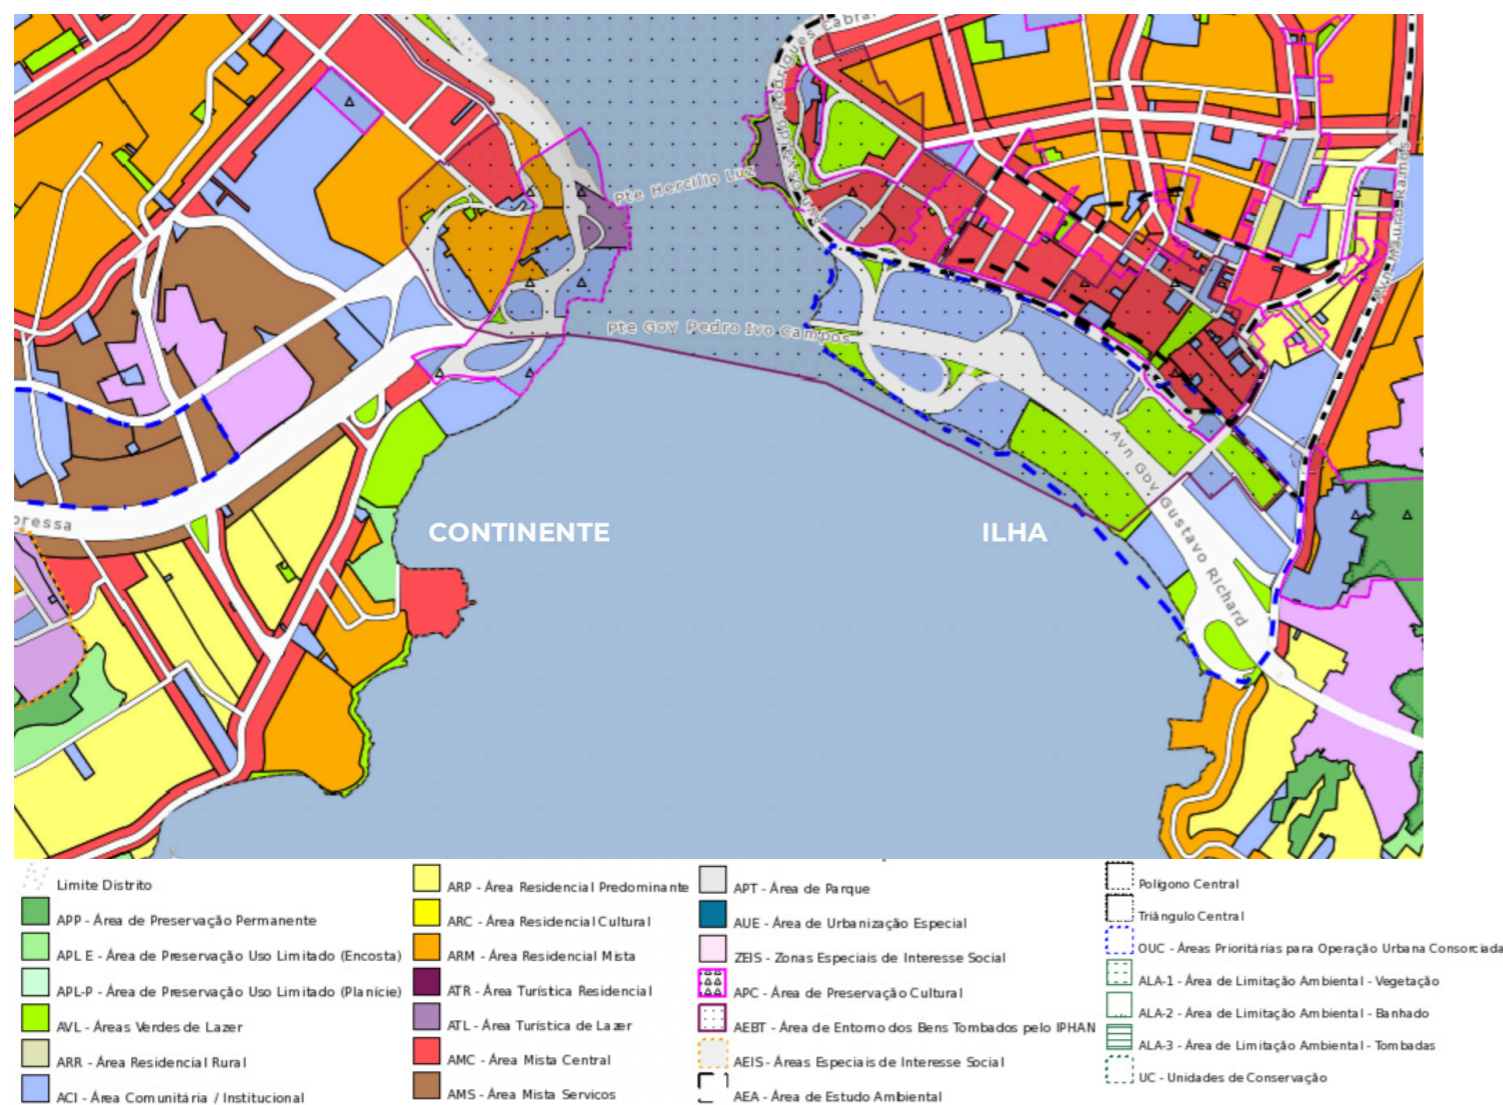 Osvaldo Rodrigues Cabral
Pte Hercílio Luz
Pte Gov Pedro Ivo Campos
Avn Mauro Ramos
Avn Gov Gustavo Richard
pressa
CONTINENTE
ILHA
Limite Distrito
APP - Área de Preservação Permanente
APL E - Área de Preservação Uso Limitado (Encosta)
APL-P - Área de Preservação Uso Limitado (Planície)
AVL - Áreas Verdes de Lazer
ARR - Área Residencial Rural
ACI - Área Comunitária / Institucional
ARP - Área Residencial Predominante
ARC - Área Residencial Cultural
ARM - Área Residencial Mista
ATR - Área Turística Residencial
ATL - Área Turística de Lazer
AMC - Área Mista Central
AMS - Área Mista Servicos
APT - Área de Parque
AUE - Área de Urbanização Especial
ZEIS - Zonas Especiais de Interesse Social
APC - Área de Preservação Cultural
AEBT - Área de Entorno dos Bens Tombados pelo IPHAN
AEIS - Áreas Especiais de Interesse Social
AEA - Área de Estudo Ambiental
Polígono Central
Triângulo Central
OUC - Áreas Prioritárias para Operação Urbana Consorciada
ALA-1 - Área de Limitação Ambiental - Vegetação
ALA-2 - Área de Limitação Ambiental - Banhado
ALA-3 - Área de Limitação Ambiental - Tombadas
UC - Unidades de Conservação